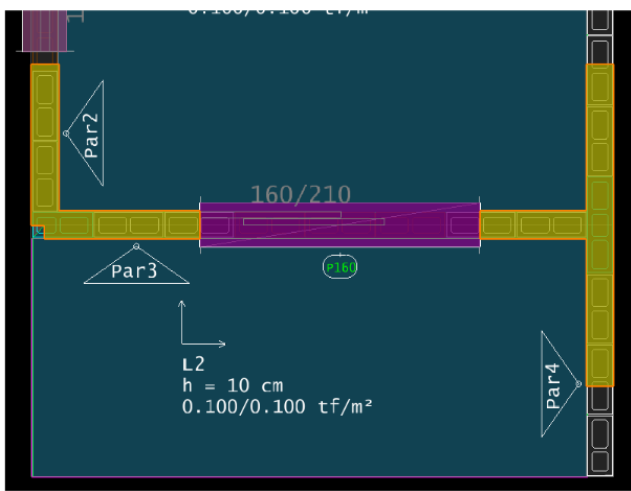 0.100/0.100 tf/m²
Par2
160/210
P160
Par3
L2
h = 10 cm
0.100/0.100 tf/m²
Par4